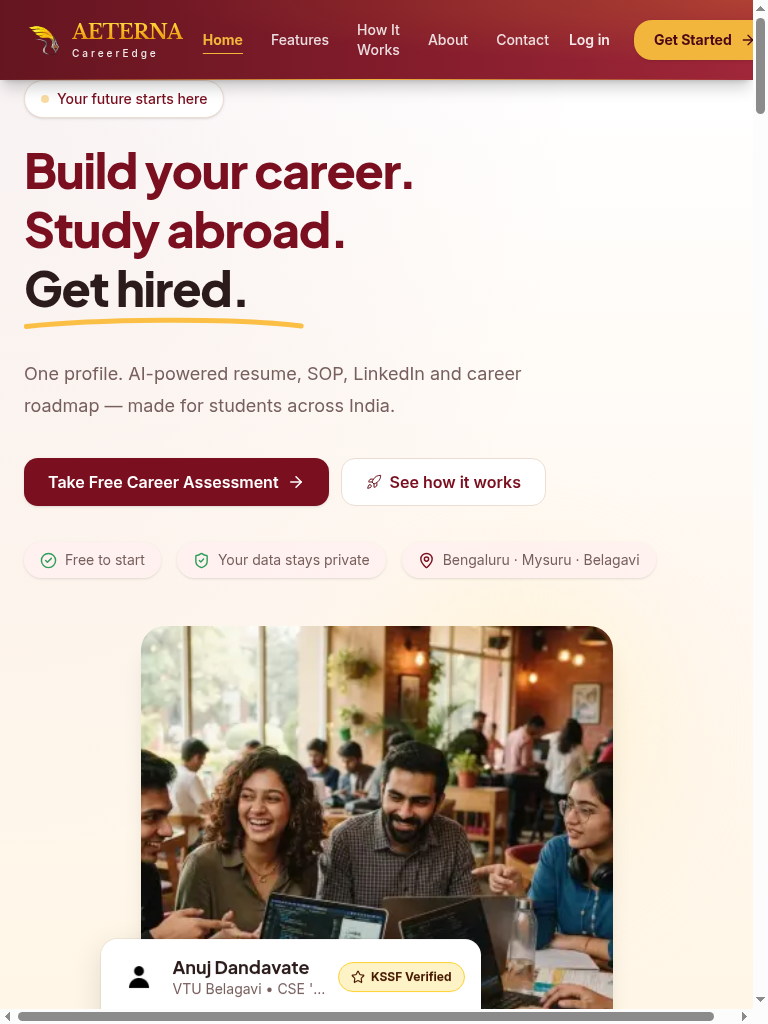 AETERNA
CareerEdge
Home
Features
How It
Works
About
Contact
Log in
Get Started
Your future starts here
Build your career.
Study abroad.
Get hired.
One profile. AI-powered resume, SOP, LinkedIn and career
roadmap — made for students across India.
Take Free Career Assessment
See how it works
Free to start
Your data stays private
Bengaluru · Mysuru · Belagavi
Anuj Dandavate
KSSF Verified
VTU Belagavi • CSE '...